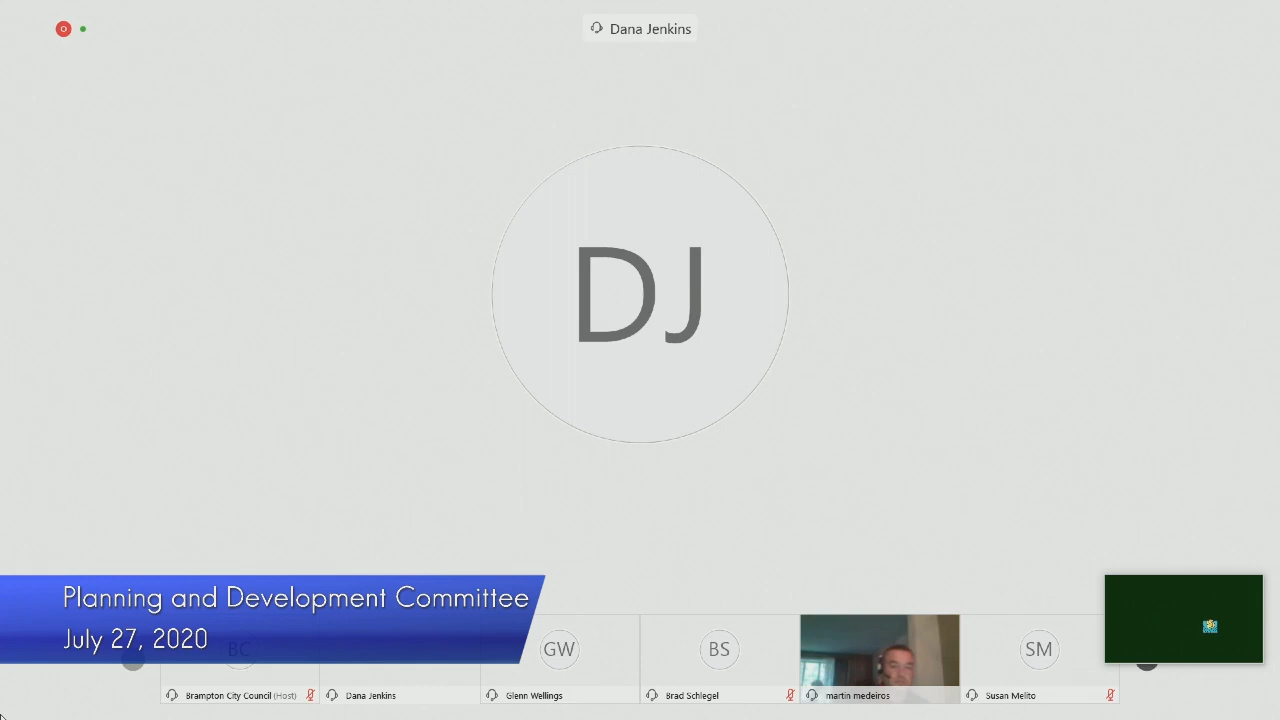 Dana Jenkins
DJ
Planning and Development Committee
July 27, 2020
BC
GW
BS
SM
Brampton City Council (Host)
Dana Jenkins
Glenn Wellings
Brad Schlegel
martin medeiros
Susan Melito